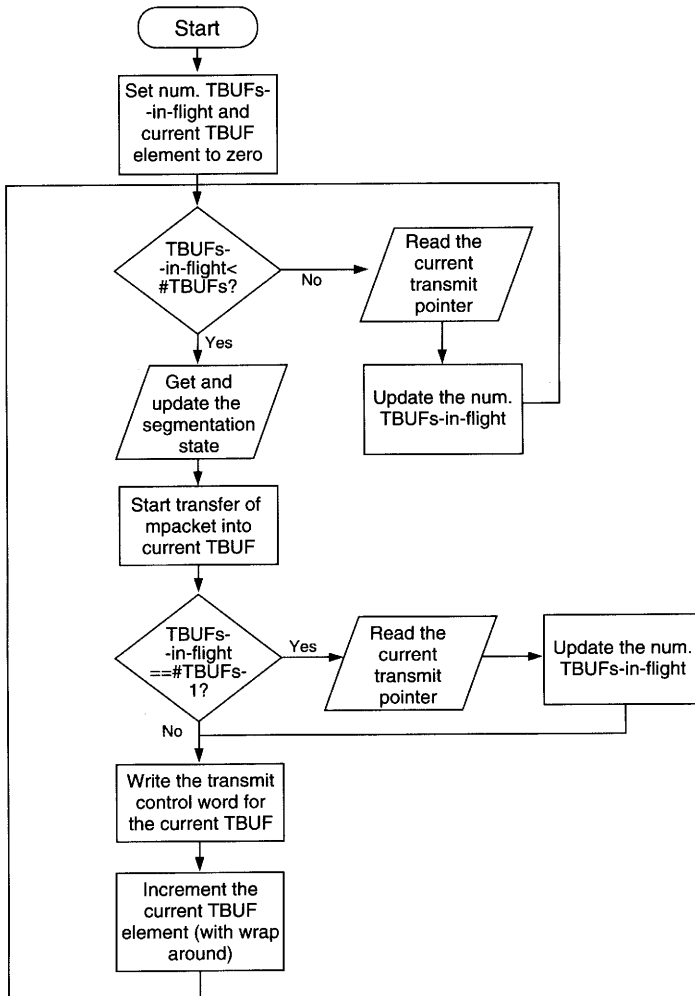 Start
Set num. TBUFs-
-in-flight and
current TBUF
element to zero
TBUFs-
-in-flight<
#TBUFs?
No
Read the
current
transmit
pointer
Yes
Update the num.
TBUFs-in-flight
Get and
update the
segmentation
state
Start transfer of
mpacket into
current TBUF
TBUFs-
-in-flight
==#TBUFs-
1?
Yes
Read the
current
transmit
pointer
Update the num.
TBUFs-in-flight
No
Write the transmit
control word for
the current TBUF
Increment the
current TBUF
element (with wrap
around)